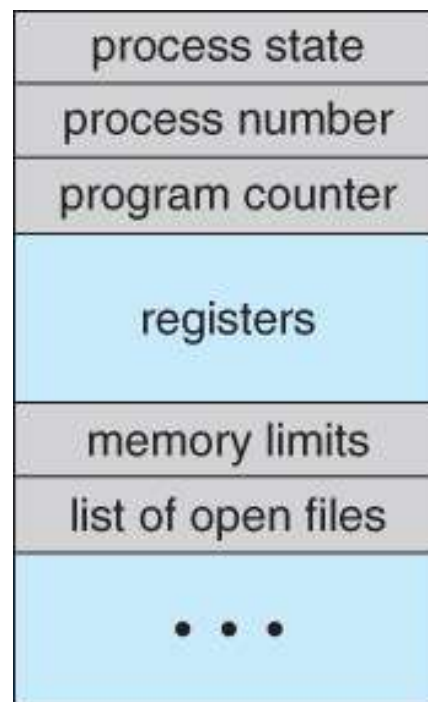 process state
process number
program counter
registers
memory limits
list of open files
• • •